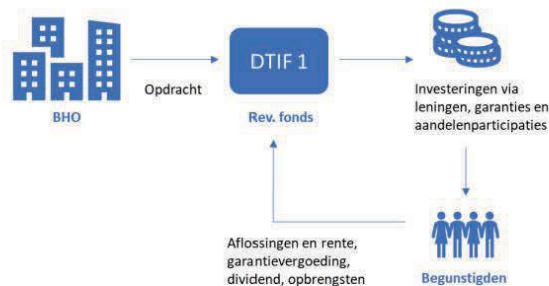 DTIF 1
Opdracht
BHO
Rev. fonds
Investeringen via
leningen, garanties en
aandelenparticipaties
Aflossingen en rente,
garantievergoeding,
dividend, opbrengsten
Begunstigden